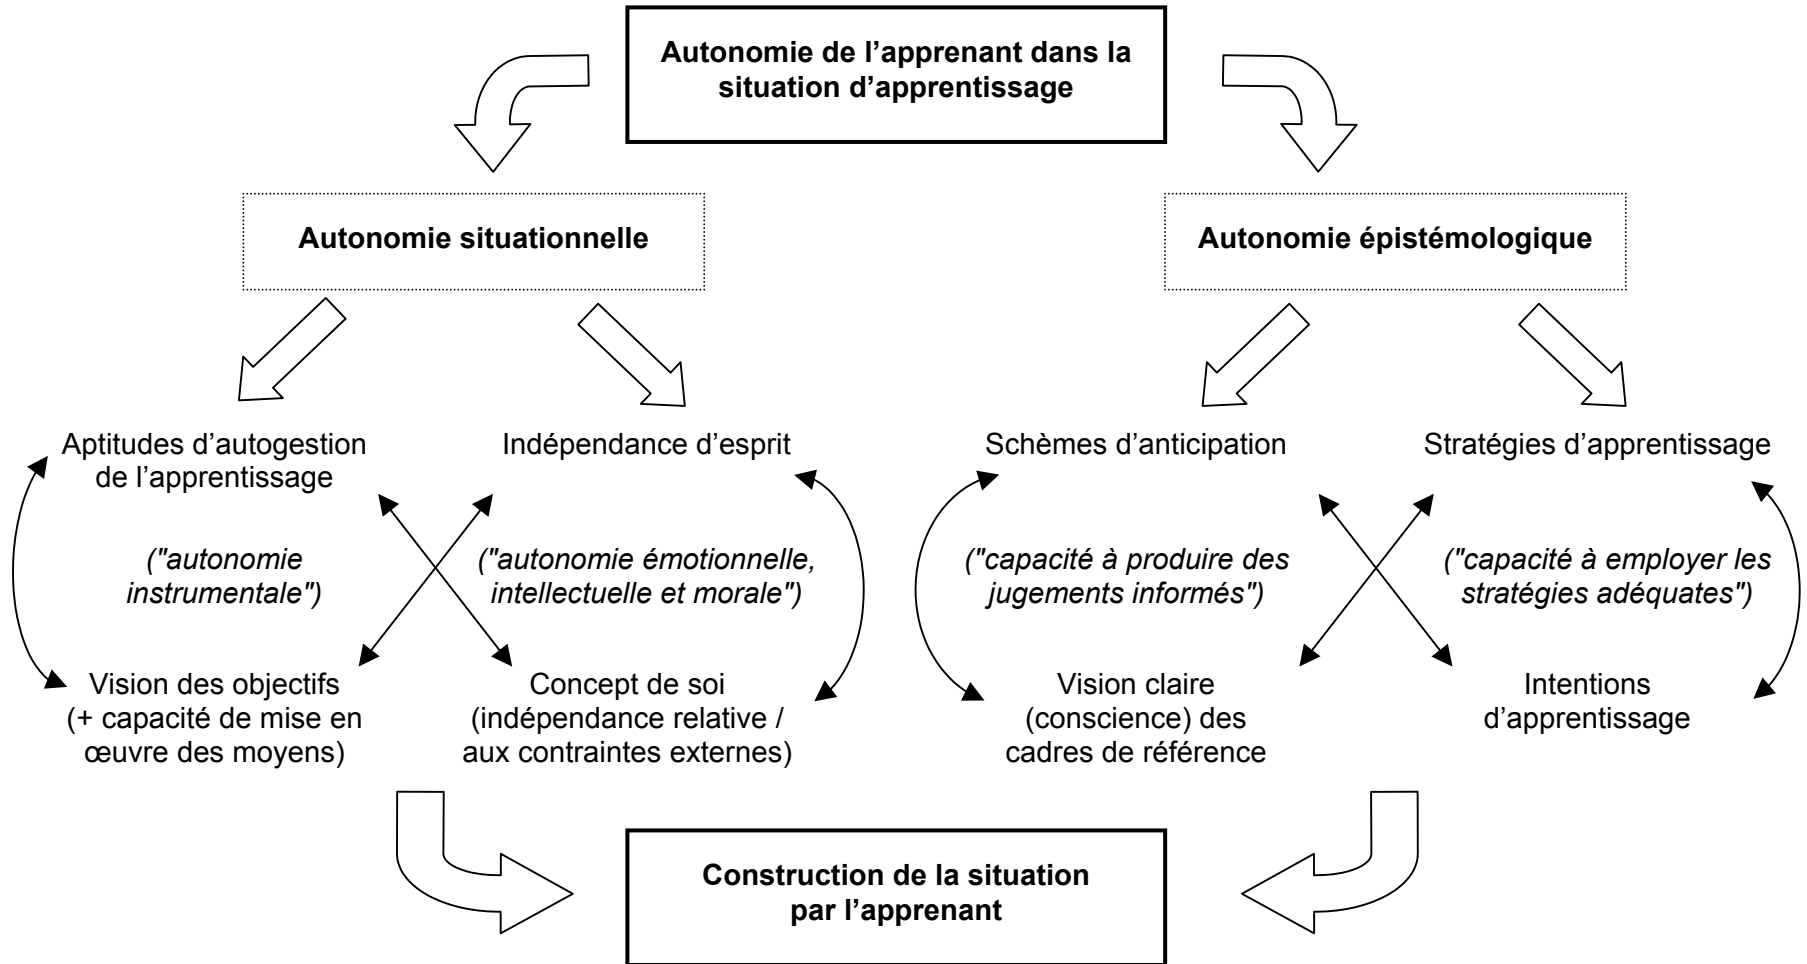 Autonomie de l’apprenant dans la
situation d’apprentissage
Autonomie situationnelle
Autonomie épistémologique
Aptitudes d’autogestion
de l’apprentissage
Indépendance d’esprit
Schèmes d’anticipation
Stratégies d’apprentissage
("autonomie
instrumentale")
("autonomie émotionnelle,
intellectuelle et morale")
("capacité à produire des
jugements informés")
("capacité à employer les
stratégies adéquates")
Vision des objectifs
(+ capacité de mise en
œuvre des moyens)
Concept de soi
(indépendance relative /
aux contraintes externes)
Vision claire
(conscience) des
cadres de référence
Intentions
d’apprentissage
Construction de la situation
par l’apprenant